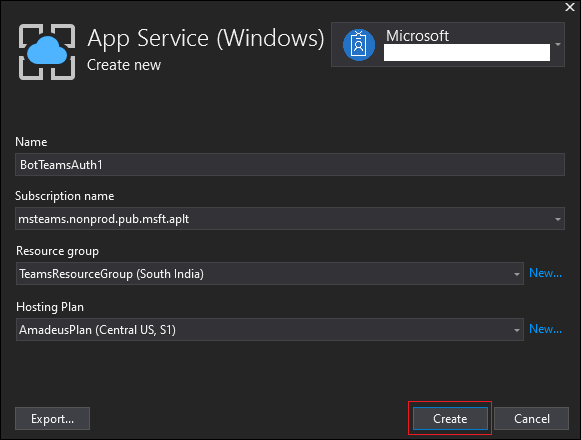 App Service (Windows)
Create new
Microsoft
Name
BotTeamsAuth1
Subscription name
msteams.nonprod.pub.msft.aplt
Resource group
TeamsResourceGroup (South India)
New...
Hosting Plan
AmadeusPlan (Central US, S1)
New...
Export...
Create
Cancel